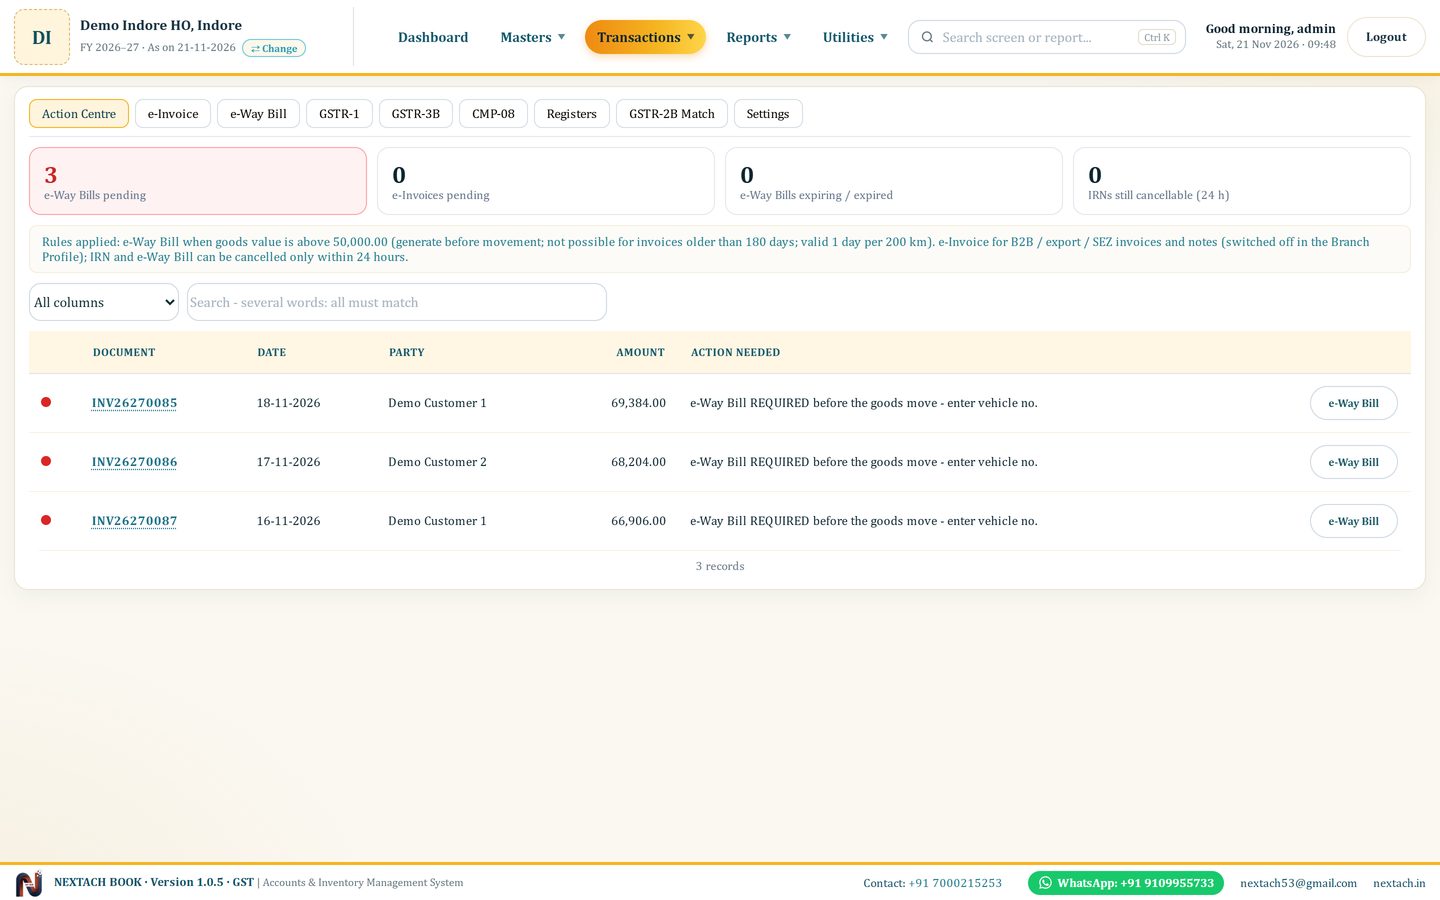 DI
Demo Indore HO, Indore
FY 2026–27 · As on 21-11-2026 ⇄ Change
Dashboard
Masters ▼
Transactions ▼
Reports ▼
Utilities ▼
Search screen or report...
Ctrl K
Good morning, admin
Sat, 21 Nov 2026 · 09:48
Logout
Action Centre
e-Invoice
e-Way Bill
GSTR-1
GSTR-3B
CMP-08
Registers
GSTR-2B Match
Settings
3
e-Way Bills pending
0
e-Invoices pending
0
e-Way Bills expiring / expired
0
IRNs still cancellable (24 h)
Rules applied: e-Way Bill when goods value is above 50,000.00 (generate before movement; not possible for invoices older than 180 days; valid 1 day per 200 km). e-Invoice for B2B / export / SEZ invoices and notes (switched off in the Branch
Profile); IRN and e-Way Bill can be cancelled only within 24 hours.
All columns
Search - several words: all must match
DOCUMENT DATE PARTY AMOUNT ACTION NEEDED
INV26270085 18-11-2026 Demo Customer 1 69,384.00 e-Way Bill REQUIRED before the goods move - enter vehicle no. e-Way Bill
INV26270086 17-11-2026 Demo Customer 2 68,204.00 e-Way Bill REQUIRED before the goods move - enter vehicle no. e-Way Bill
INV26270087 16-11-2026 Demo Customer 1 66,906.00 e-Way Bill REQUIRED before the goods move - enter vehicle no. e-Way Bill
3 records
N
NEXTACH BOOK · Version 1.0.5 · GST | Accounts & Inventory Management System
Contact: +91 7000215253
WhatsApp: +91 9109955733
nextach53@gmail.com
nextach.in